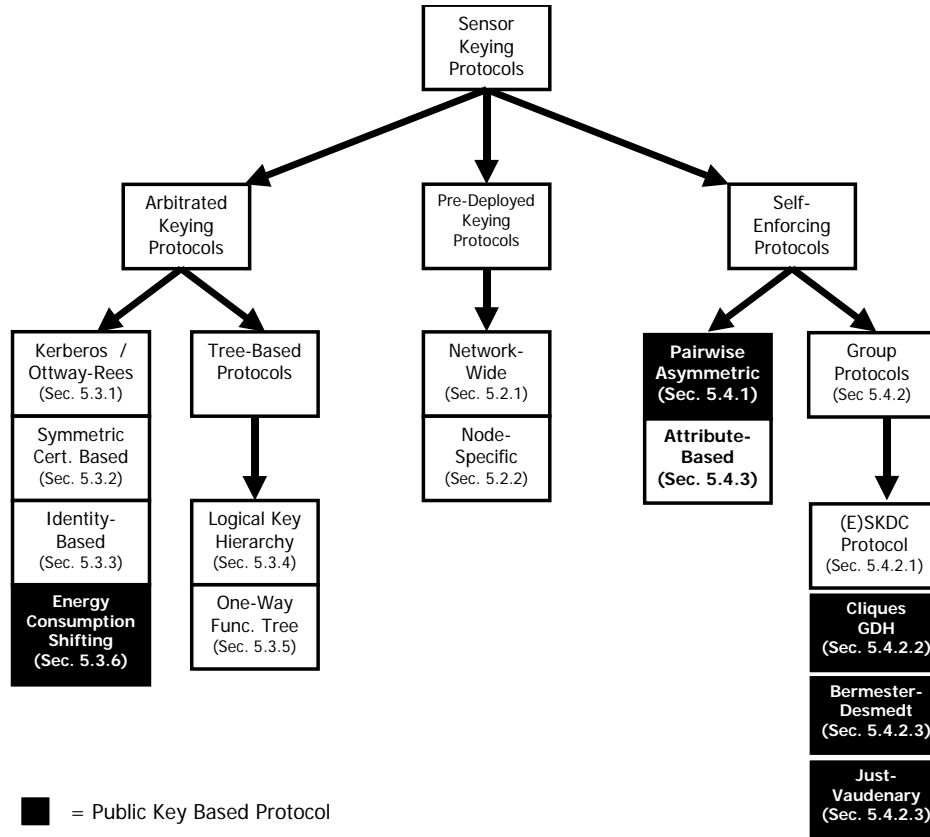 Sensor
Keying
Protocols
Arbitrated
Keying
Protocols
Pre-Deployed
Keying
Protocols
Self-
Enforcing
Protocols
Kerberos /
Ottway-Rees
(Sec. 5.3.1)
Symmetric
Cert. Based
(Sec. 5.3.2)
Identity-
Based
(Sec. 5.3.3)
Energy
Consumption
Shifting
(Sec. 5.3.6)
Tree-Based
Protocols
Logical Key
Hierarchy
(Sec. 5.3.4)
One-Way
Func. Tree
(Sec. 5.3.5)
Network-
Wide
(Sec. 5.2.1)
Node-
Specific
(Sec. 5.2.2)
Pairwise
Asymmetric
(Sec. 5.4.1)
Attribute-
Based
(Sec. 5.4.3)
Group
Protocols
(Sec 5.4.2)
(E)SKDC
Protocol
(Sec. 5.4.2.1)
Cliques
GDH
(Sec. 5.4.2.2)
Bermester-
Desmedt
(Sec. 5.4.2.3)
Just-
Vaudenary
(Sec. 5.4.2.3)
= Public Key Based Protocol